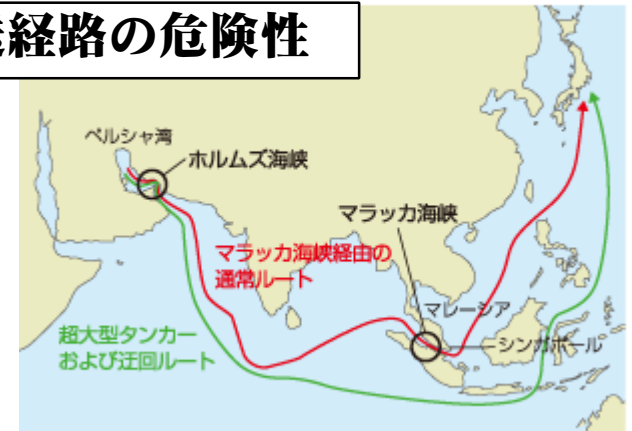 経路の危険性
ペルシャ湾
ホルムズ海峡
マラッカ海峡
マラッカ海峡経由の
通常ルート
マレーシア
シンガポール
超大型タンカー
および迂回ルート